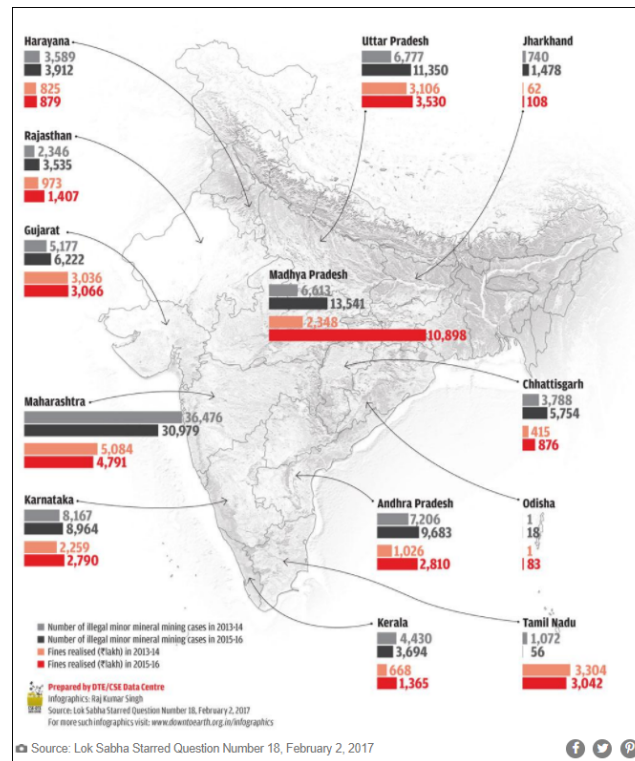 Harayana
3,589
3,912
825
879
Uttar Pradesh
6,777
11,350
3,106
3,530
Jharkhand
740
1,478
62
108
Rajasthan
2,346
3,535
973
1,407
Gujarat
5,177
6,222
3,036
3,066
Madhya Pradesh
6,613
13,541
2,348
10,898
Chhattisgarh
3,788
5,754
415
876
Maharashtra
36,476
30,979
5,084
4,791
Karnataka
8,167
8,964
2,259
2,790
Andhra Pradesh
7,206
9,683
1,026
2,810
Odisha
1
18
1
83
Kerala
4,430
3,694
668
1,365
Tamil Nadu
1,072
56
3,304
3,042
Number of illegal minor mineral mining cases in 2013-14
Number of illegal minor mineral mining cases in 2015-16
Fines realised (₹lakh) in 2013-14
Fines realised (₹lakh) in 2015-16
Prepared by DTE/CSE Data Centre
Infographics: Raj Kumar Singh
Source: Lok Sabha Starred Question Number 18, February 2, 2017
For more such infographics visit: www.downtoearth.org.in/infographics
Source: Lok Sabha Starred Question Number 18, February 2, 2017